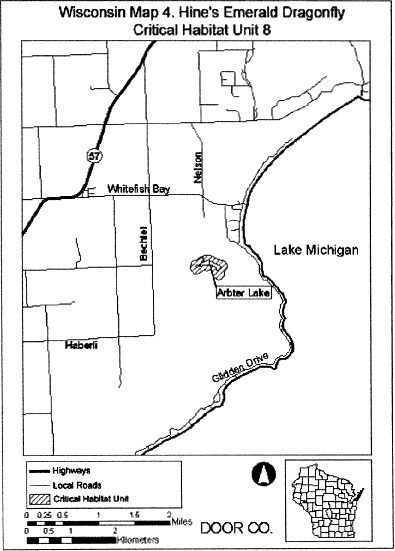 Wisconsin Map 4. Hine's Emerald Dragonfly
Critical Habitat Unit 8
57
Nelson
Whitefish Bay
Bechtel
Lake Michigan
Arbter Lake
Haberli
Glidden Drive
Highways
Local Roads
Critical Habitat Unit
0 0.25 0.5 1 1.5 2
Miles
0 0.5 1 2
Kilometers
DOOR CO.